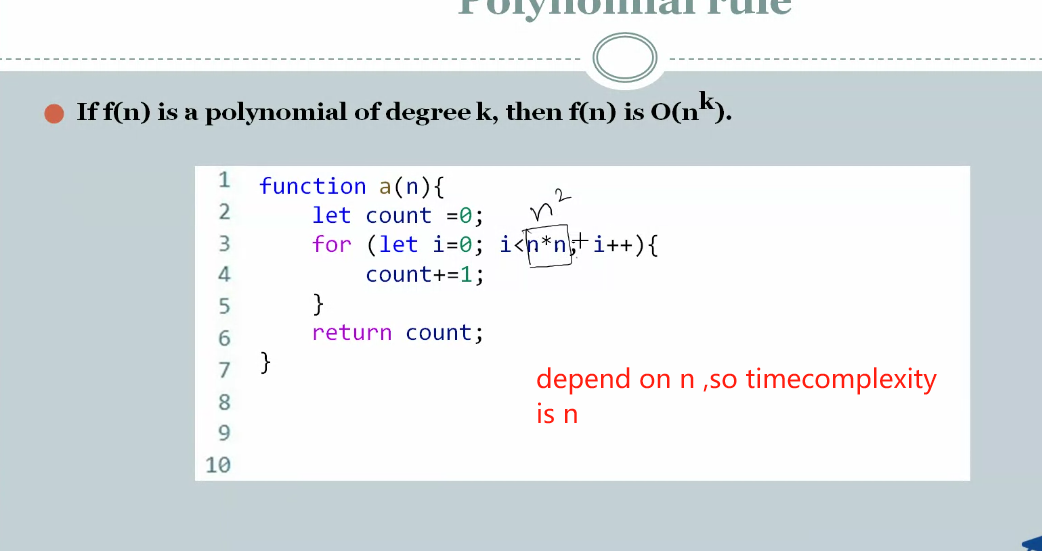 Polynomial rule
If f(n) is a polynomial of degree k, then f(n) is O(n^k).
1 function a(n){
2 let count =0;
n²
3 for (let i=0; i<n*n;+ i++){
4 count+=1;
5 }
6 return count;
7 }
depend on n ,so timecomplexity
8
is n
9
10